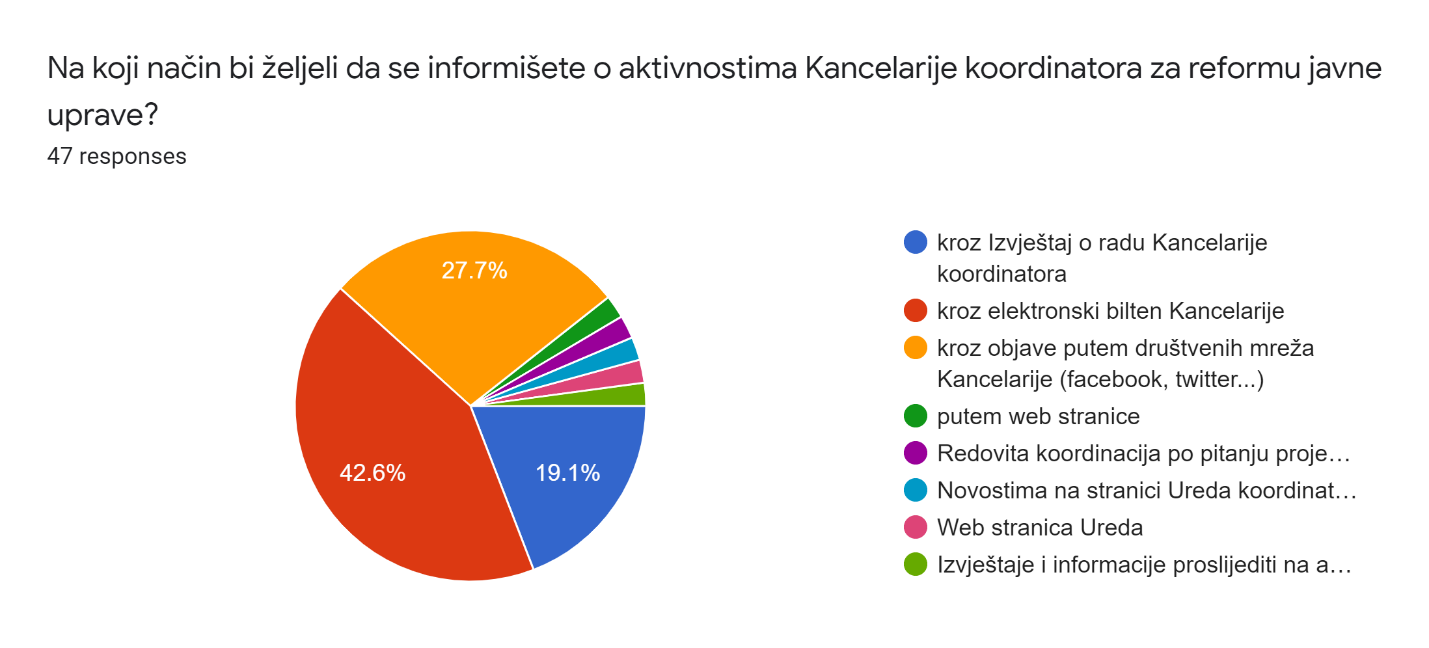 Na koji način bi željeli da se informišete o aktivnostima Kancelarije koordinatora za reformu javne
uprave?
47 responses
27.7%
42.6%
19.1%
kroz Izvještaj o radu Kancelarije
koordinatora
kroz elektronski bilten Kancelarije
kroz objave putem društvenih mreža
Kancelarije (facebook, twitter...)
putem web stranice
Redovita koordinacija po pitanju proje…
Novostima na stranici Ureda koordinat…
Web stranica Ureda
Izvještaje i informacije proslijediti na a…